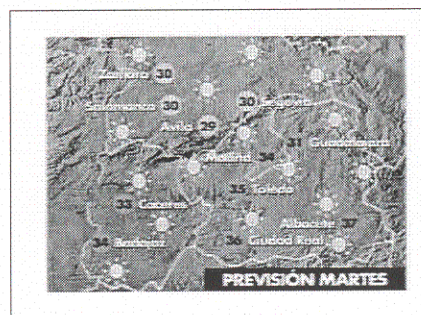 Zamora 30
Salamanca 30
30 Segovia
Avila 29
Madrid 34
31 Guadalajara
35 Toledo
33 Caceres
Albacete 37
34 Badajoz
36 Ciudad Real
PREVISIÓN MARTES